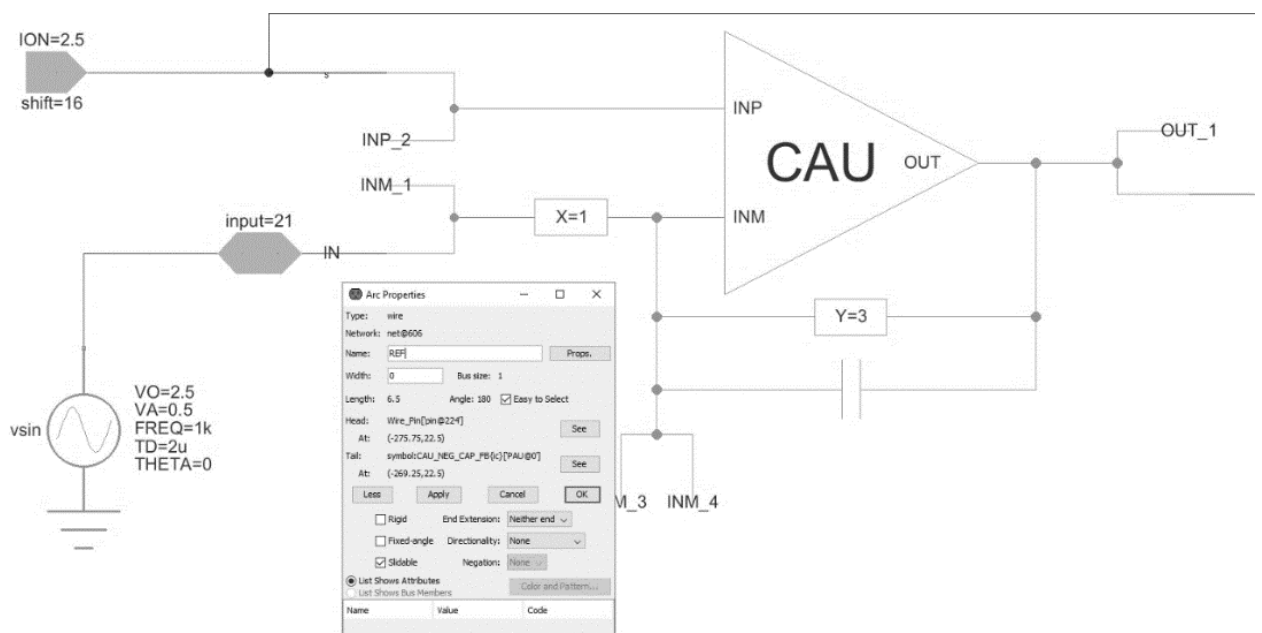 ION=2.5
shift=16
s
INP_2
INM_1
input=21
IN
X=1
INP
INM
CAU
OUT
OUT_1
Y=3
vsin
VO=2.5
VA=0.5
FREQ=1k
TD=2u
THETA=0
M_3
INM_4
Arc Properties
Type: wire
Network: net@606
Name: REF Props.
Width: 0 Bus size: 1
Length: 6.5 Angle: 180 Easy to Select
Head: Wire_Pin['pin@224']
See
At: (-275.75,22.5)
Tail: symbol:CAU_NEG_CAP_FB{ic}['PAU@0']
See
At: (-269.25,22.5)
Less Apply Cancel OK
Rigid End Extension: Neither end
Fixed-angle Directionality: None
Slidable Negation: None
List Shows Attributes
Color and Pattern...
List Shows Bus Members
Name Value Code